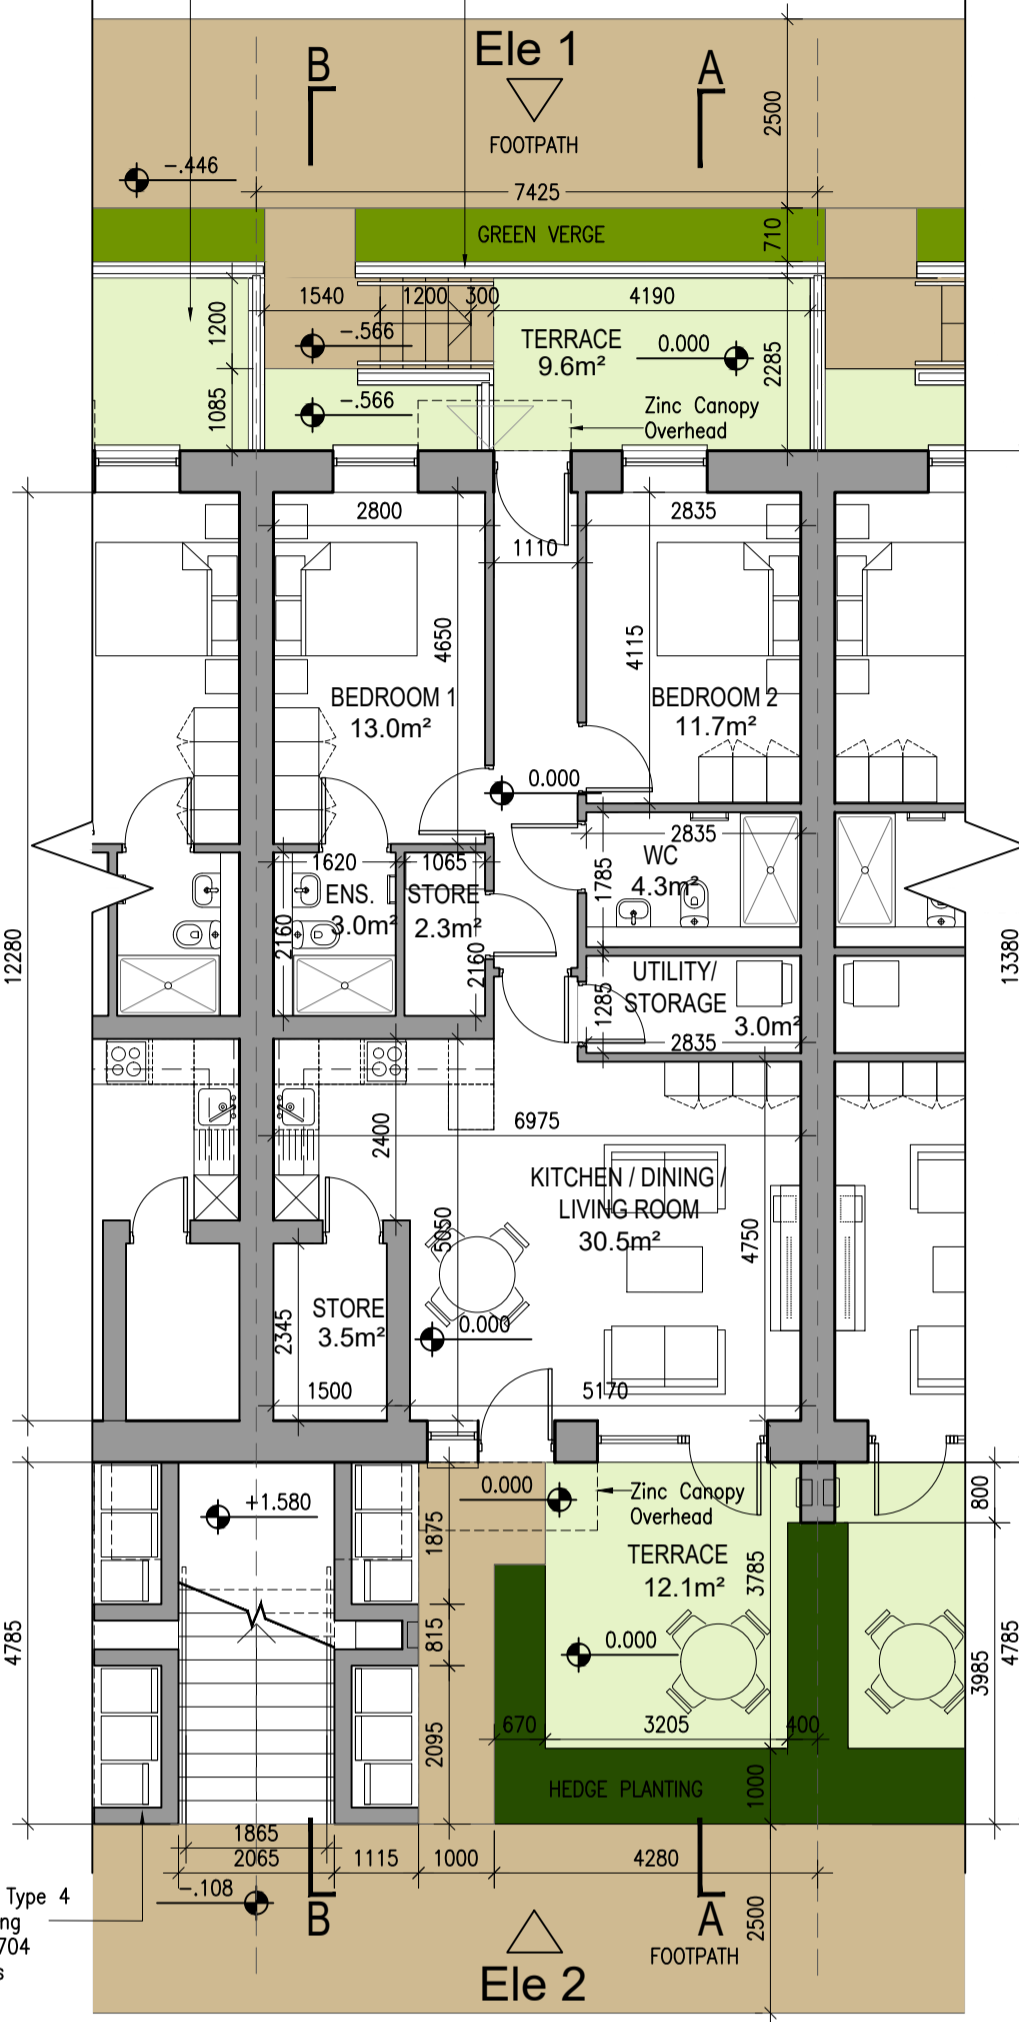 Ele 1
B
A
FOOTPATH
2500
-.446
7425
GREEN VERGE
710
1540
1200
300
4190
1200
-.566
TERRACE
9.6m²
0.000
2285
1085
-.566
Zinc Canopy
Overhead
2800
1110
2835
4650
4115
BEDROOM 1
13.0m²
BEDROOM 2
11.7m²
0.000
2835
1620
1065
WC
4.3m²
1785
ENS.
3.0m²
STORE
2.3m²
2160
2160
12280
13380
UTILITY/
STORAGE
3.0m²
1285
2835
2400
6975
KITCHEN / DINING /
LIVING ROOM
30.5m²
5050
4750
STORE
3.5m²
2345
0.000
1500
5170
+1.580
0.000
Zinc Canopy
Overhead
800
1875
TERRACE
12.1m²
3785
4785
815
0.000
3985
4785
2095
670
3205
400
HEDGE PLANTING
1000
1865
2065
1115
1000
4280
-.108
Type 4
ng
704
s
B
A
2500
FOOTPATH
Ele 2